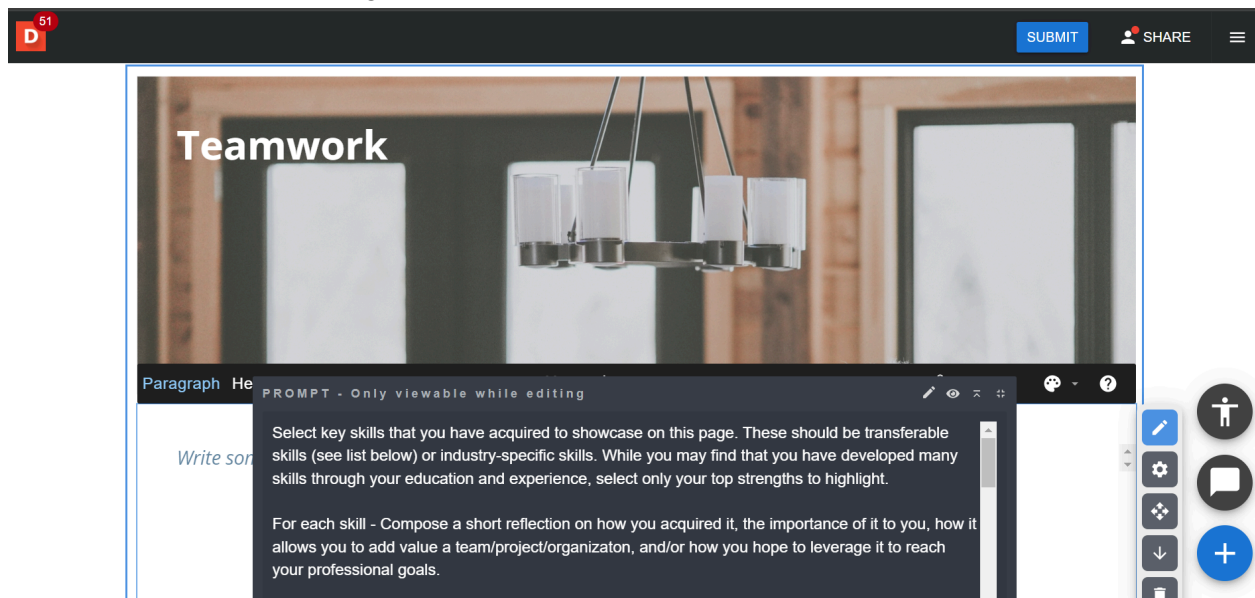 51
D
SUBMIT
SHARE
Teamwork
Paragraph He
PROMPT - Only viewable while editing
Write son
Select key skills that you have acquired to showcase on this page. These should be transferable
skills (see list below) or industry-specific skills. While you may find that you have developed many
skills through your education and experience, select only your top strengths to highlight.
For each skill - Compose a short reflection on how you acquired it, the importance of it to you, how it
allows you to add value a team/project/organizaton, and/or how you hope to leverage it to reach
your professional goals.